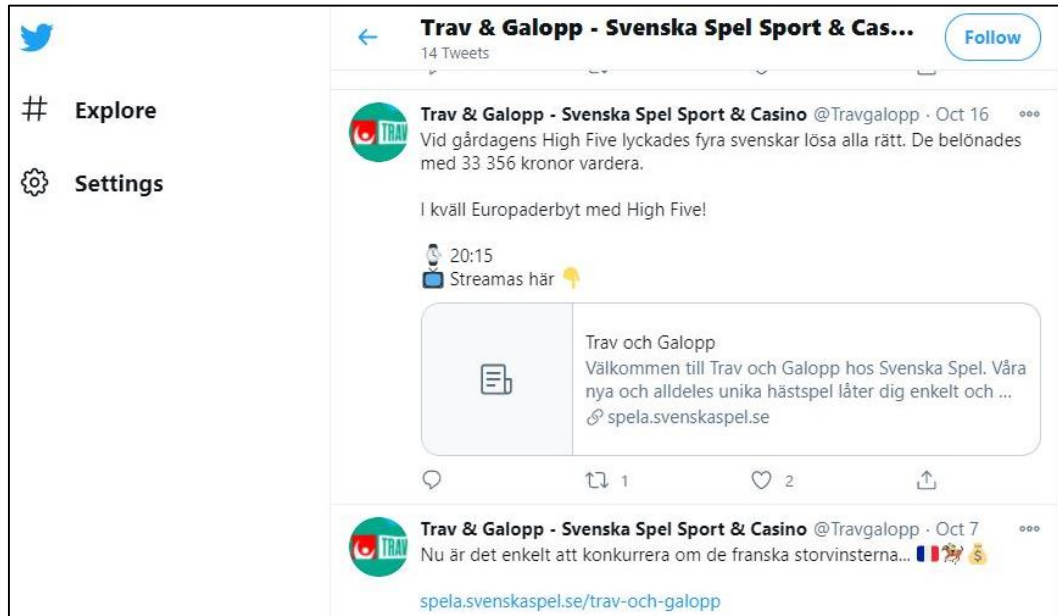 Trav & Galopp - Svenska Spel Sport & Cas...
Follow
14 Tweets
Explore
Settings
TRAV
Trav & Galopp - Svenska Spel Sport & Casino @Travgalopp · Oct 16
Vid gårdagens High Five lyckades fyra svenskar lösa alla rätt. De belönades
med 33 356 kronor vardera.
I kväll Europaderbyt med High Five!
⌚ 20:15
📺 Streamas här 👇
Trav och Galopp
Välkommen till Trav och Galopp hos Svenska Spel. Våra
nya och alldeles unika hästspel låter dig enkelt och ...
spela.svenskaspel.se
1
2
TRAV
Trav & Galopp - Svenska Spel Sport & Casino @Travgalopp · Oct 7
Nu är det enkelt att konkurrera om de franska storvinsterna... 🇫🇷🏇💰
spela.svenskaspel.se/trav-och-galopp